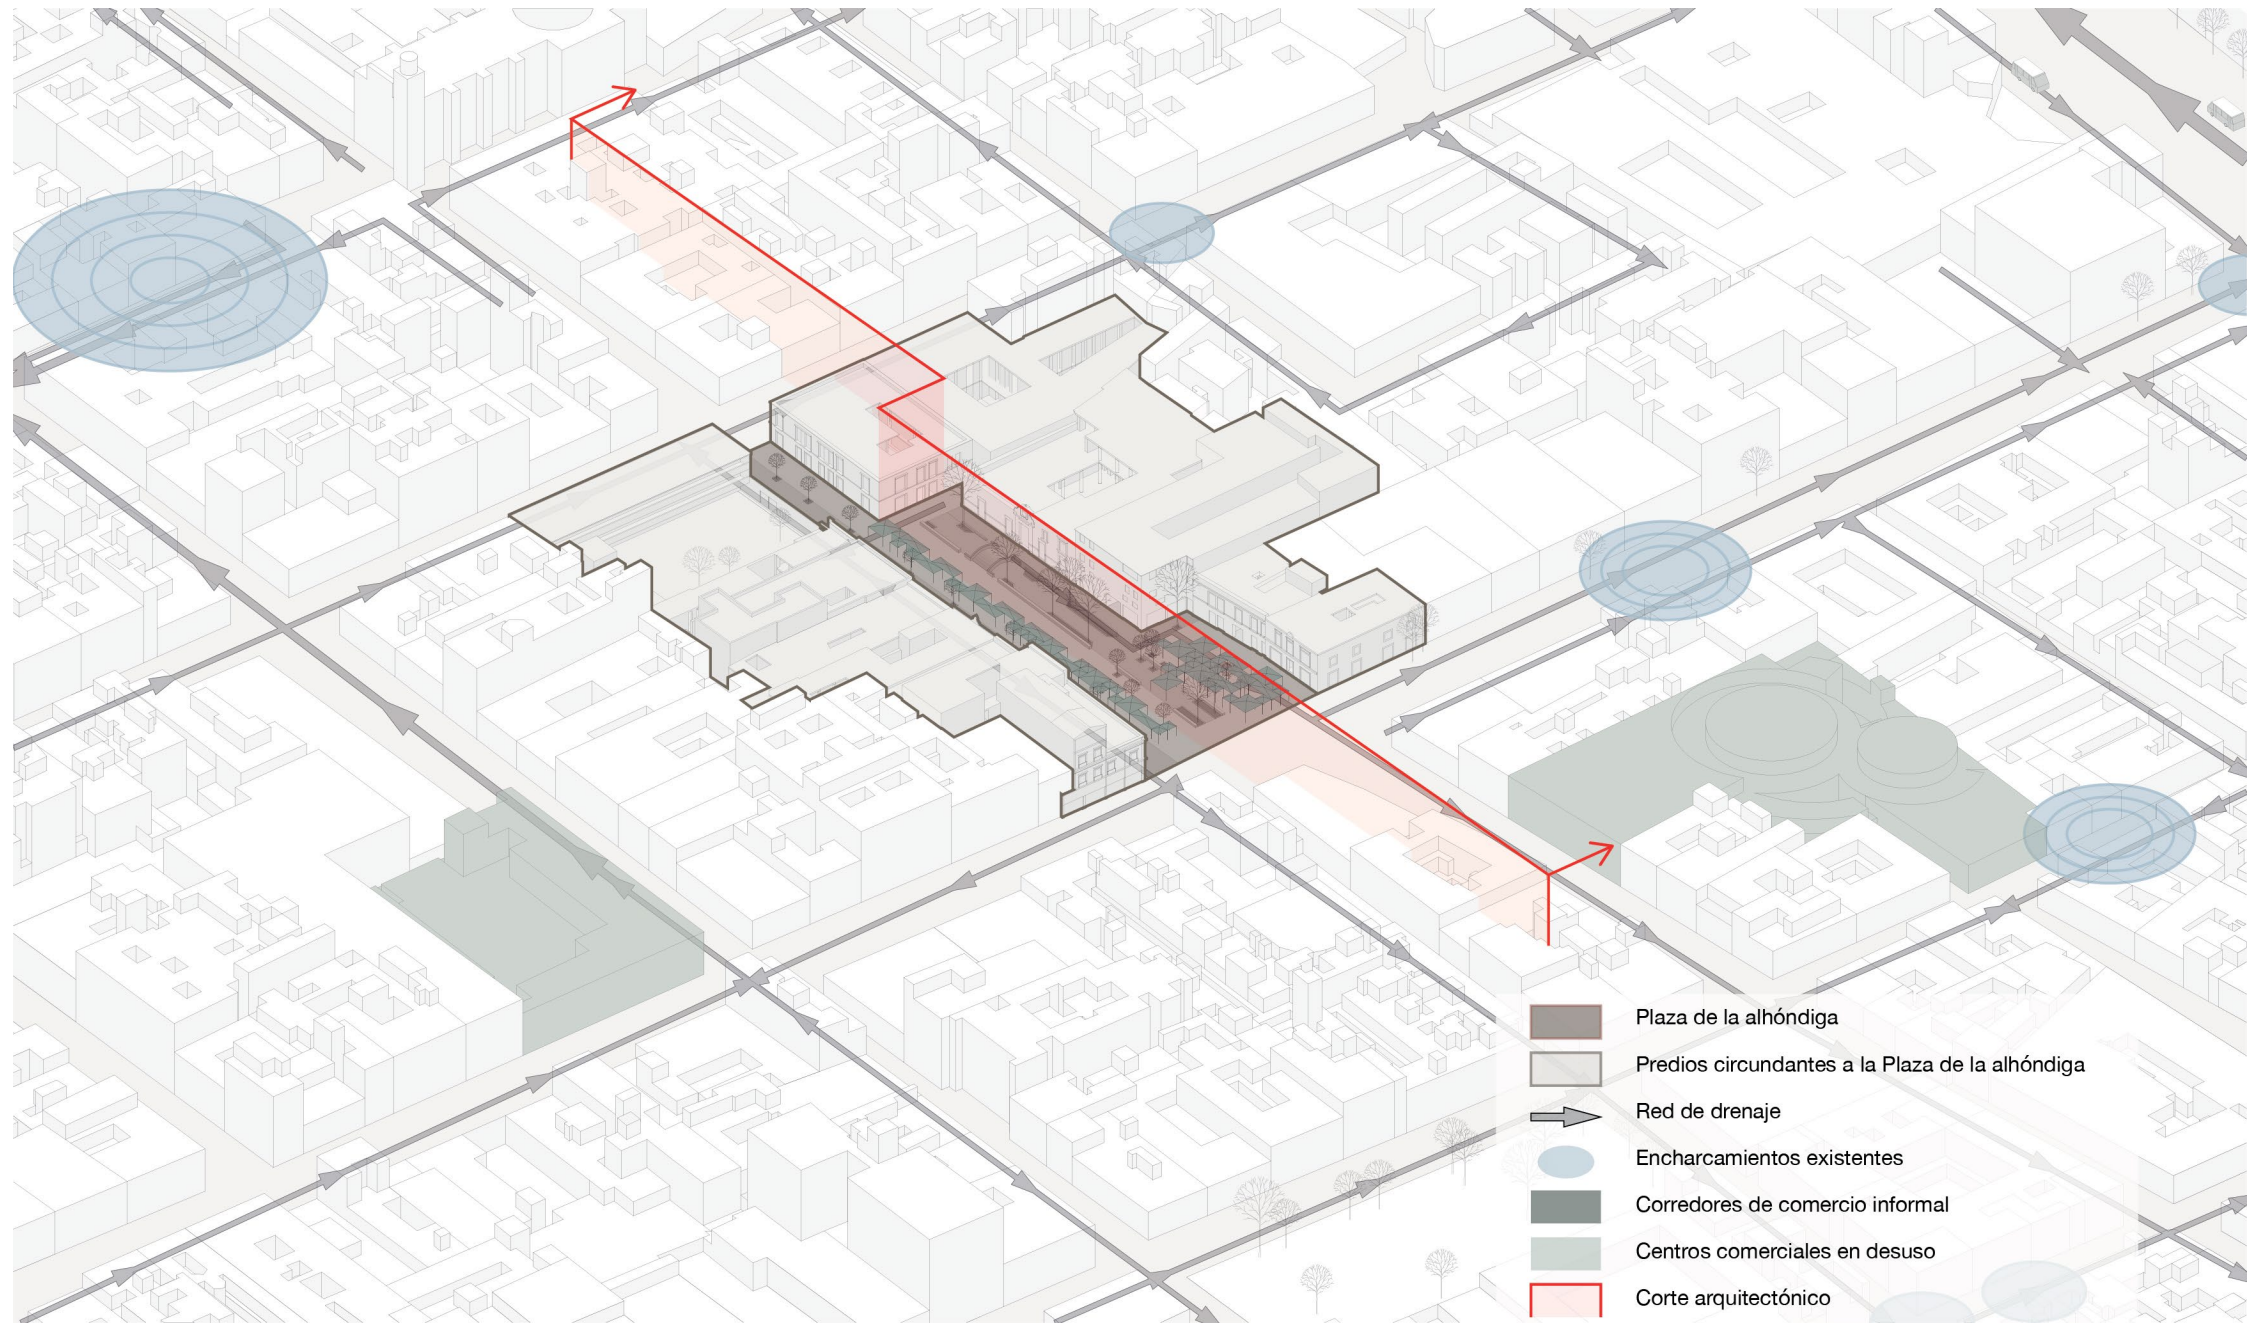 Plaza de la alhóndiga
Predios circundantes a la Plaza de la alhóndiga
Red de drenaje
Encharcamientos existentes
Corredores de comercio informal
Centros comerciales en desuso
Corte arquitectónico